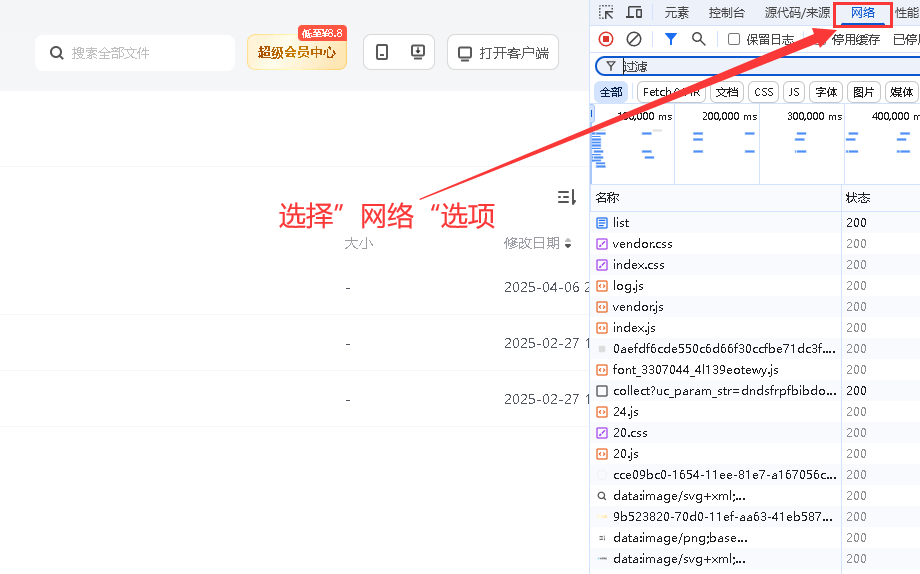 低至¥8.8
搜索全部文件
超级会员中心
打开客户端
选择”网络“选项
大小
修改日期
-
2025-04-06 2
-
2025-02-27 1
-
2025-02-27 1
元素
控制台
源代码/来源
网络
性能
保留日志
停用缓存
已停用
过滤
全部
文档
CSS
JS
字体
图片
媒体
100,000 ms
200,000 ms
300,000 ms
400,000 m
名称
状态
list
200
vendor.css
200
index.css
200
log.js
200
vendor.js
200
index.js
200
0aefdf6cde550c6d66f30ccfbe71dc3f....
200
font_3307044_4l139eotewy.js
200
collect?uc_param_str=dndsfrpfbibdo...
200
24.js
200
20.css
200
20.js
200
cce09bc0-1654-11ee-81e7-a167056c...
200
data:image/svg+xml;...
200
9b523820-70d0-11ef-aa63-41eb587...
200
data:image/png;base...
200
data:image/svg+xml;...
200